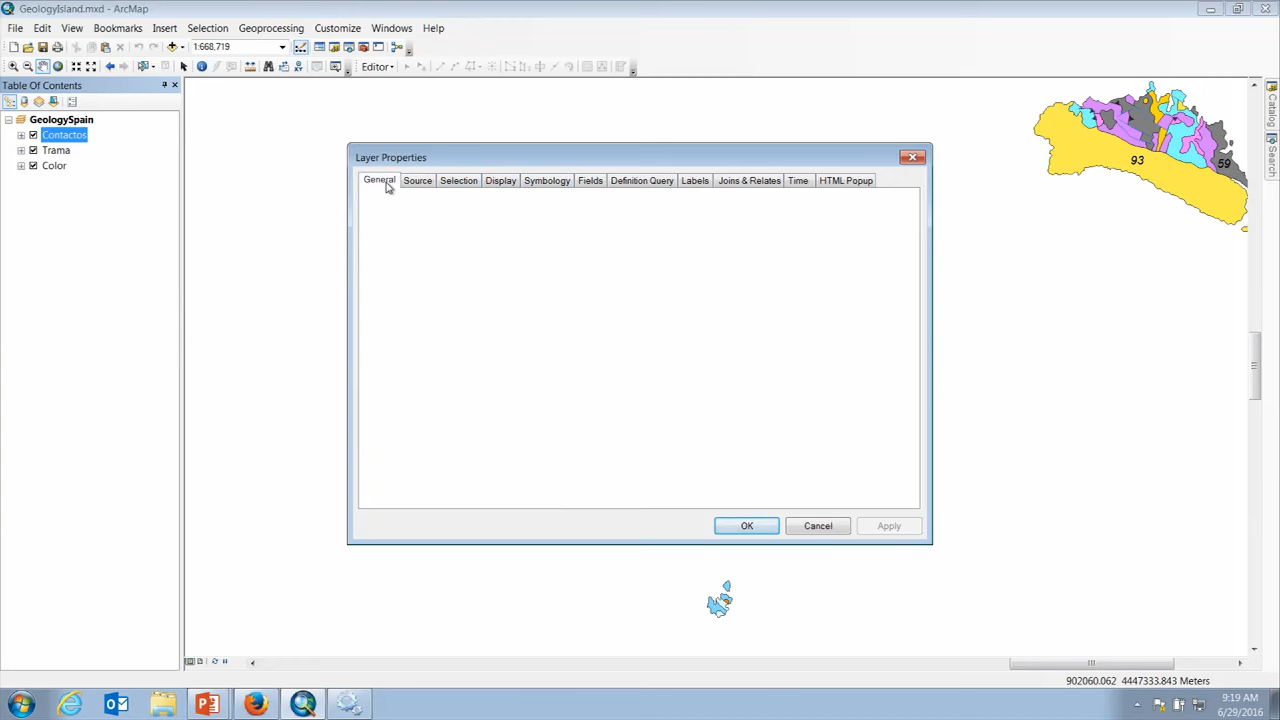 GeologyIsland.mxd - ArcMap
File Edit View Bookmarks Insert Selection Geoprocessing Customize Windows Help
1:668,719
Editor
Table Of Contents
GeologySpain
Contactos
Trama
Color
Layer Properties
General Source Selection Display Symbology Fields Definition Query Labels Joins & Relates Time HTML Popup
OK Cancel Apply
93
59
Catalog
Search
902060.062 4447333.843 Meters
9:19 AM
6/29/2016